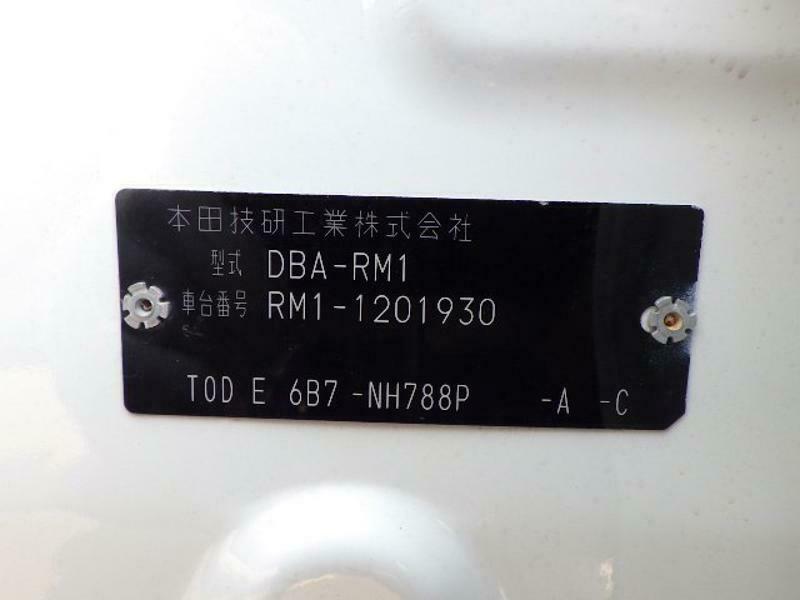 本田技研工業株式会社
型式 DBA-RM1
車台番号 RM1-1201930
TOD E 6B7-NH788P -A -C